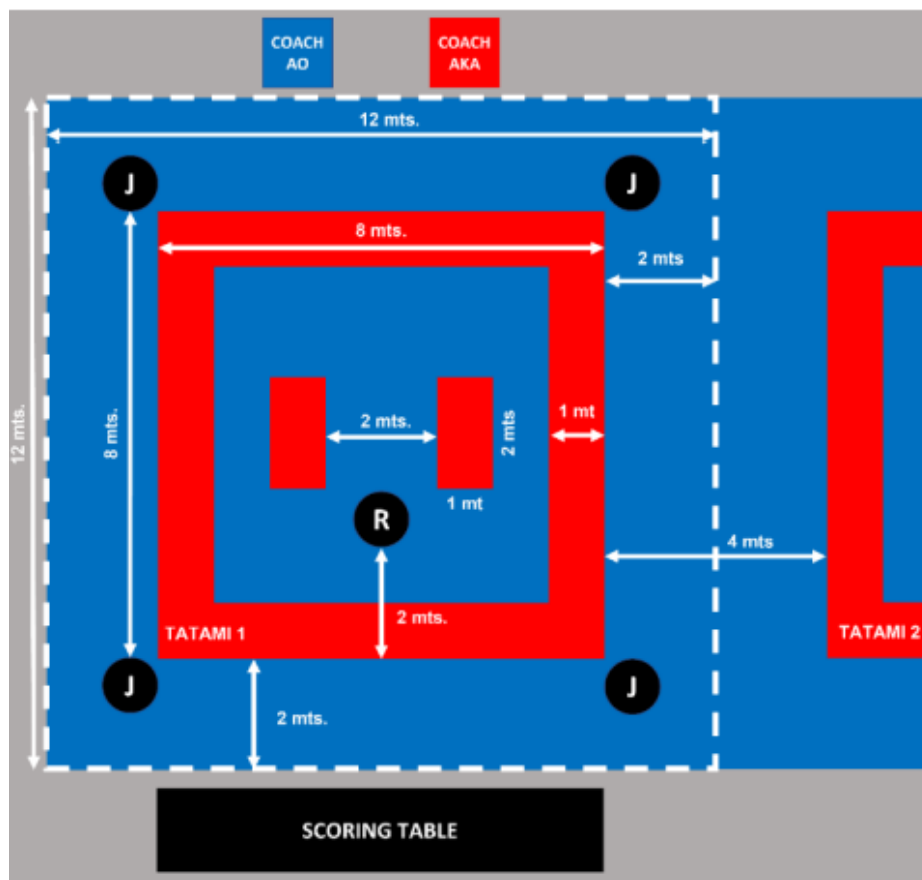 COACH
AO
COACH
AKA
12 mts.
J
J
8 mts.
2 mts
12 mts.
8 mts.
2 mts.
2 mts
1 mt
1 mt
R
4 mts
2 mts.
TATAMI 1
TATAMI 2
J
J
2 mts.
SCORING TABLE